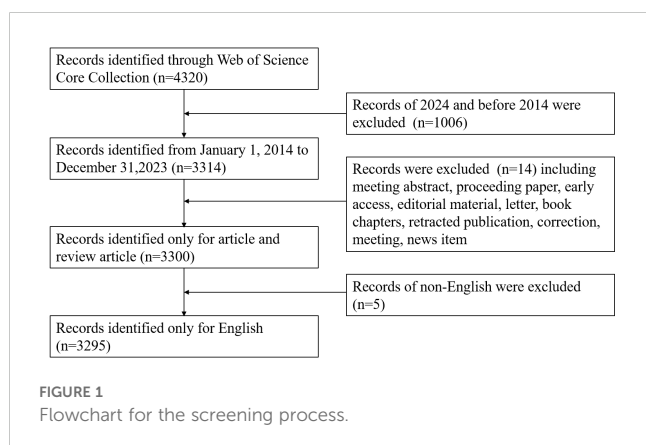 Records identified through Web of Science
Core Collection (n=4320)
Records of 2024 and before 2014 were
excluded (n=1006)
Records identified from January 1, 2014 to
December 31,2023 (n=3314)
Records were excluded (n=14) including
meeting abstract, proceeding paper, early
access, editorial material, letter, book
chapters, retracted publication, correction,
meeting, news item
Records identified only for article and
review article (n=3300)
Records of non-English were excluded
(n=5)
Records identified only for English
(n=3295)
FIGURE 1
Flowchart for the screening process.